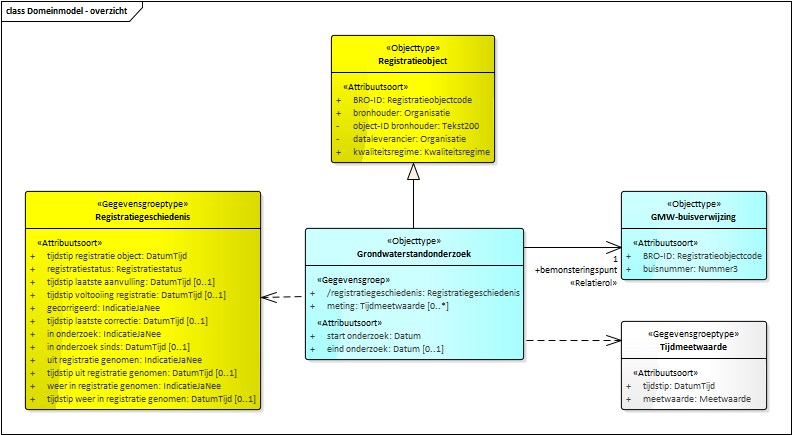 class Domeinmodel - overzicht
«Objecttype»
Registratieobject
«Attribuutsoort»
+ BRO-ID: Registratieobjectcode
+ bronhouder: Organisatie
- object-ID bronhouder: Tekst200
- dataleverancier: Organisatie
+ kwaliteitsregime: Kwaliteitsregime
«Gegevensgroeptype»
Registratiegeschiedenis
«Attribuutsoort»
+ tijdstip registratie object: DatumTijd
+ registratiestatus: Registratiestatus
+ tijdstip laatste aanvulling: DatumTijd [0..1]
+ tijdstip voltooiing registratie: DatumTijd [0..1]
+ gecorrigeerd: IndicatieJaNee
+ tijdstip laatste correctie: DatumTijd [0..1]
+ in onderzoek: IndicatieJaNee
+ in onderzoek sinds: DatumTijd [0..1]
+ uit registratie genomen: IndicatieJaNee
+ tijdstip uit registratie genomen: DatumTijd [0..1]
+ weer in registratie genomen: IndicatieJaNee
+ tijdstip weer in registratie genomen: DatumTijd [0..1]
«Objecttype»
Grondwaterstandonderzoek
«Gegevensgroep»
+ /registratiegeschiedenis: Registratiegeschiedenis
+ meting: Tijdmeetwaarde [0..*]
«Attribuutsoort»
+ start onderzoek: Datum
+ eind onderzoek: Datum [0..1]
1
+bemonsteringspunt
«Relatierol»
«Objecttype»
GMW-buisverwijzing
«Attribuutsoort»
+ BRO-ID: Registratieobjectcode
+ buisnummer: Nummer3
«Gegevensgroeptype»
Tijdmeetwaarde
«Attribuutsoort»
+ tijdstip: DatumTijd
+ meetwaarde: Meetwaarde